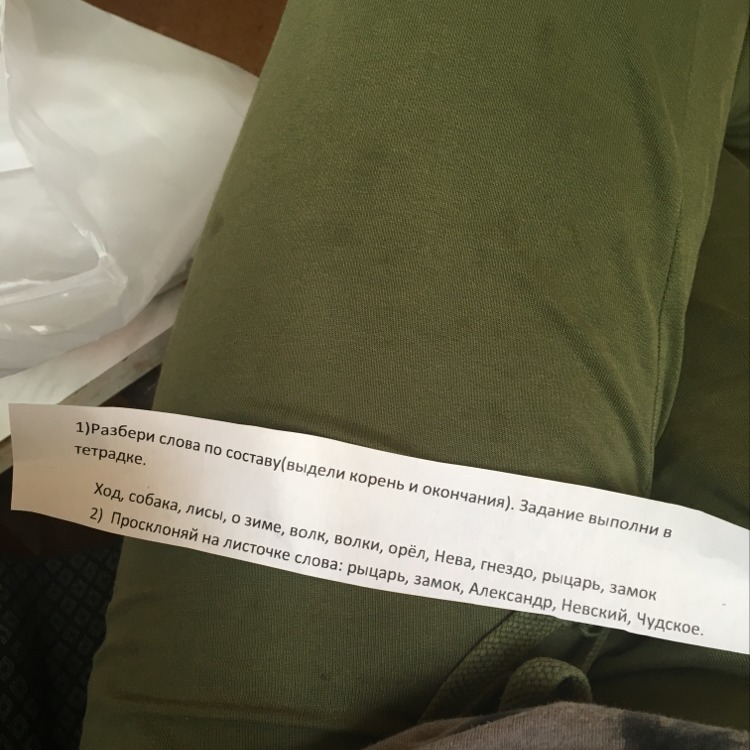 1)Разбери слова по составу(выдели корень и окончания). Задание выполни в
тетрадке.
Ход, собака, лисы, о зиме, волк, волки, орёл, Нева, гнездо, рыцарь, замок
2) Просклоняй на листочке слова: рыцарь, замок, Александр, Невский, Чудское.